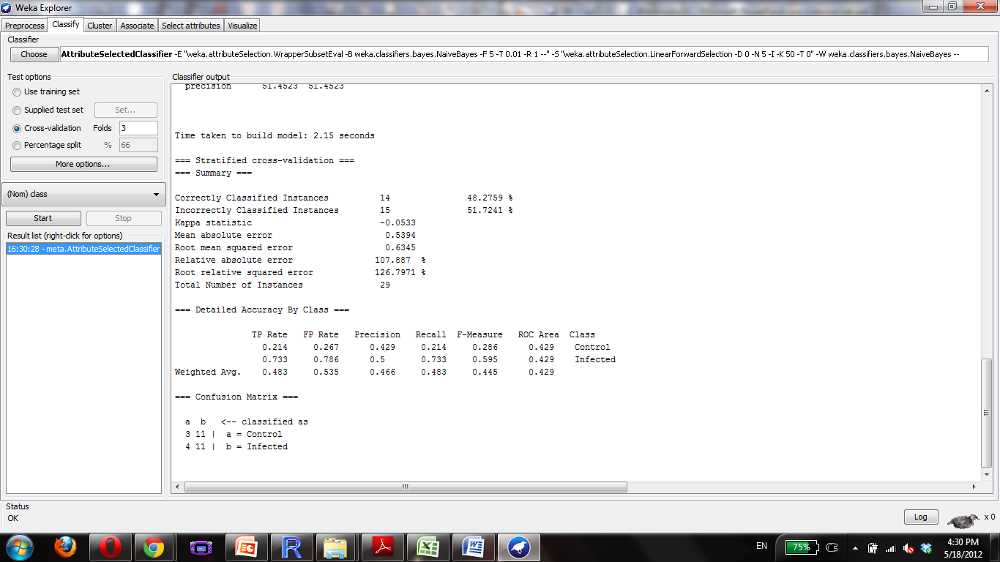 Weka Explorer
Preprocess Classify Cluster Associate Select attributes Visualize
Classifier
Choose AttributeSelectedClassifier -E "weka.attributeSelection.WrapperSubsetEval -B weka.classifiers.bayes.NaiveBayes -F 5 -T 0.01 -R 1 --" -S "weka.attributeSelection.LinearForwardSelection -D 0 -N 5 -I -K 50 -T 0" -W weka.classifiers.bayes.NaiveBayes --
Test options
Use training set
Supplied test set Set...
Cross-validation Folds 3
Percentage split % 66
More options...
(Nom) class
Start Stop
Result list (right-click for options)
16:30:28 - meta.AttributeSelectedClassifier
Classifier output
precision 51.4523 51.4523
Time taken to build model: 2.15 seconds
=== Stratified cross-validation ===
=== Summary ===
Correctly Classified Instances 14 48.2759 %
Incorrectly Classified Instances 15 51.7241 %
Kappa statistic -0.0533
Mean absolute error 0.5394
Root mean squared error 0.6345
Relative absolute error 107.887 %
Root relative squared error 126.7971 %
Total Number of Instances 29
=== Detailed Accuracy By Class ===
TP Rate FP Rate Precision Recall F-Measure ROC Area Class
0.214 0.267 0.429 0.214 0.286 0.429 Control
0.733 0.786 0.5 0.733 0.595 0.429 Infected
Weighted Avg. 0.483 0.535 0.466 0.483 0.445 0.429
=== Confusion Matrix ===
a b <-- classified as
3 11 | a = Control
4 11 | b = Infected
Status
OK
Log x 0
EN 75% 4:30 PM
5/18/2012